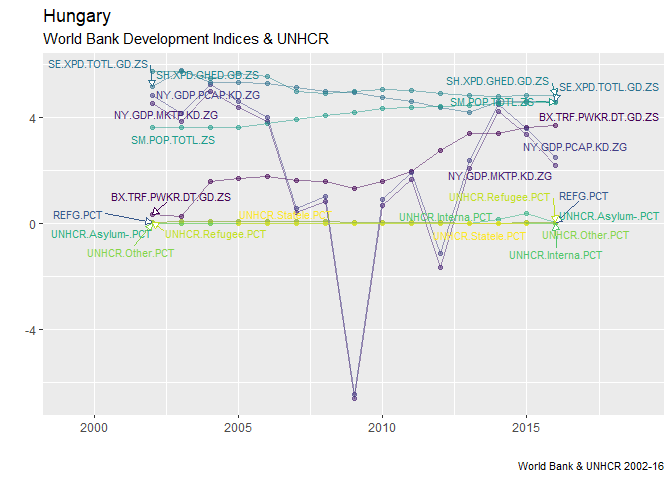 Hungary
World Bank Development Indices & UNHCR
SE.XPD.TOTL.GD.ZS
SH.XPD.GHED.GD.ZS
SH.XPD.GHED.GD.ZS
SE.XPD.TOTL.GD.ZS
NY.GDP.PCAP.KD.ZG
SM.POP.TOTL.ZS
NY.GDP.MKTP.KD.ZG
BX.TRF.PWKR.DT.GD.ZS
4
SM.POP.TOTL.ZS
NY.GDP.PCAP.KD.ZG
NY.GDP.MKTP.KD.ZG
BX.TRF.PWKR.DT.GD.ZS
UNHCR.Refugee.PCT
REFG.PCT
REFG.PCT
UNHCR.Statele.PCT
UNHCR.Interna.PCT
UNHCR.Asylum-.PCT
0
UNHCR.Asylum-.PCT
UNHCR.Refugee.PCT
UNHCR.Statele.PCT
UNHCR.Other.PCT
UNHCR.Other.PCT
UNHCR.Interna.PCT
-4
2000
2005
2010
2015
World Bank & UNHCR 2002-16